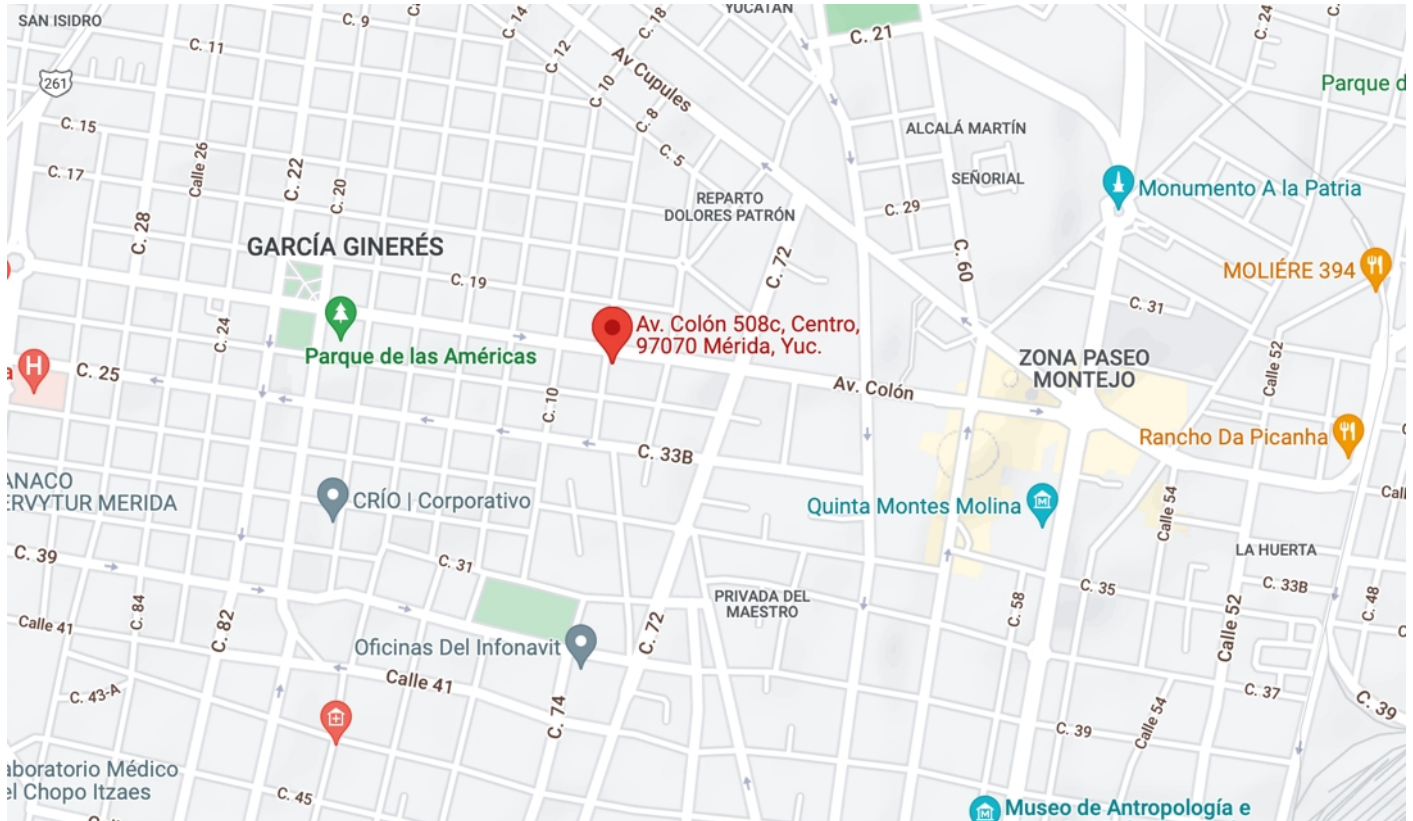 SAN ISIDRO
C. 9
C. 14
C. 18
YUCATAN
C. 21
C. 24
C. 11
C. 12
Av Cupules
261
C. 10
Parque d
C. 15
C. 8
ALCALÁ MARTÍN
C. 17
Calle 26
C. 22
C. 20
C. 5
SEÑORIAL
Monumento A la Patria
C. 28
REPARTO
DOLORES PATRÓN
C. 29
GARCÍA GINERÉS
C. 19
C. 72
C. 60
MOLIÉRE 394
C. 31
C. 24
Av. Colón 508c, Centro,
97070 Mérida, Yuc.
Parque de las Américas
ZONA PASEO
MONTEJO
Calle 52
H
a
C. 25
C. 10
Av. Colón
C. 33B
Rancho Da Picanha
ANACO
ERVYTUR MERIDA
CRÍO | Corporativo
Quinta Montes Molina
Calle 54
Call
C. 39
C. 31
LA HUERTA
C. 35
C. 33B
C. 84
C. 82
PRIVADA DEL
MAESTRO
C. 58
C. 48
Calle 41
Oficinas Del Infonavit
C. 72
Calle 52
C
Calle 41
C. 43-A
C. 74
C. 37
C. 39
Calle 54
C. 39
aboratorio Médico
el Chopo Itzaes
C. 45
Museo de Antropología e